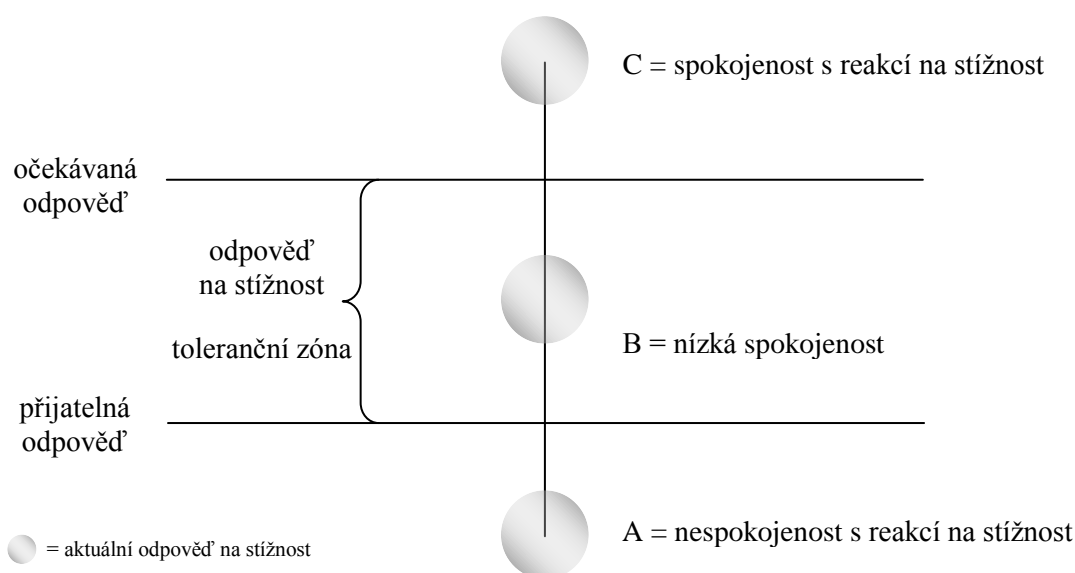 C = spokojenost s reakcí na stížnost
očekávaná
odpověď
odpověď
na stížnost
toleranční zóna
B = nízká spokojenost
přijatelná
odpověď
A = nespokojenost s reakcí na stížnost
= aktuální odpověď na stížnost